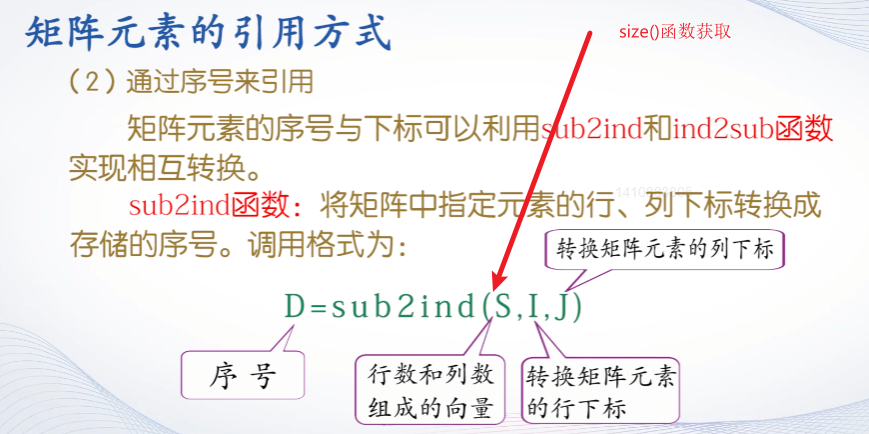 矩阵元素的引用方式
size()函数获取
（2）通过序号来引用
矩阵元素的序号与下标可以利用sub2ind和ind2sub函数
实现相互转换。
sub2ind函数：将矩阵中指定元素的行、列下标转换成
存储的序号。调用格式为：
转换矩阵元素的列下标
D=sub2ind(S,I,J)
序号
行数和列数
组成的向量
转换矩阵元素
的行下标